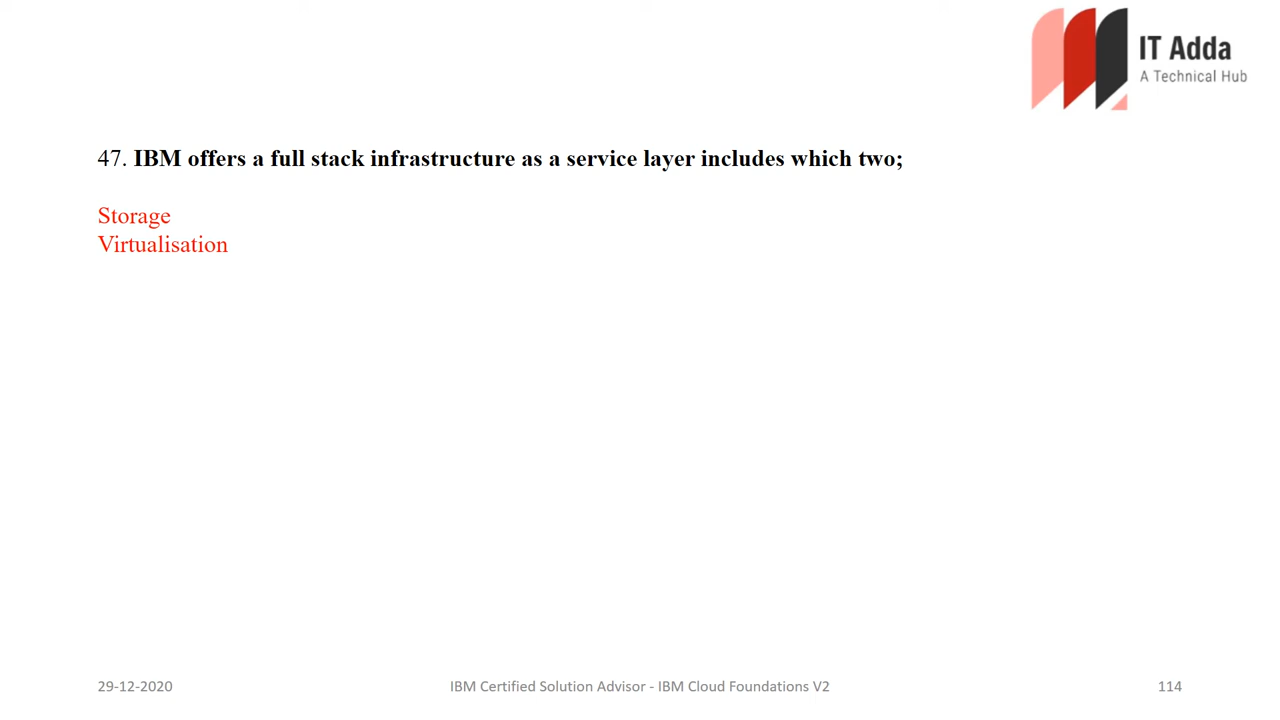 IT Adda
A Technical Hub
47. IBM offers a full stack infrastructure as a service layer includes which two;
Storage
Virtualisation
29-12-2020
IBM Certified Solution Advisor - IBM Cloud Foundations V2
114